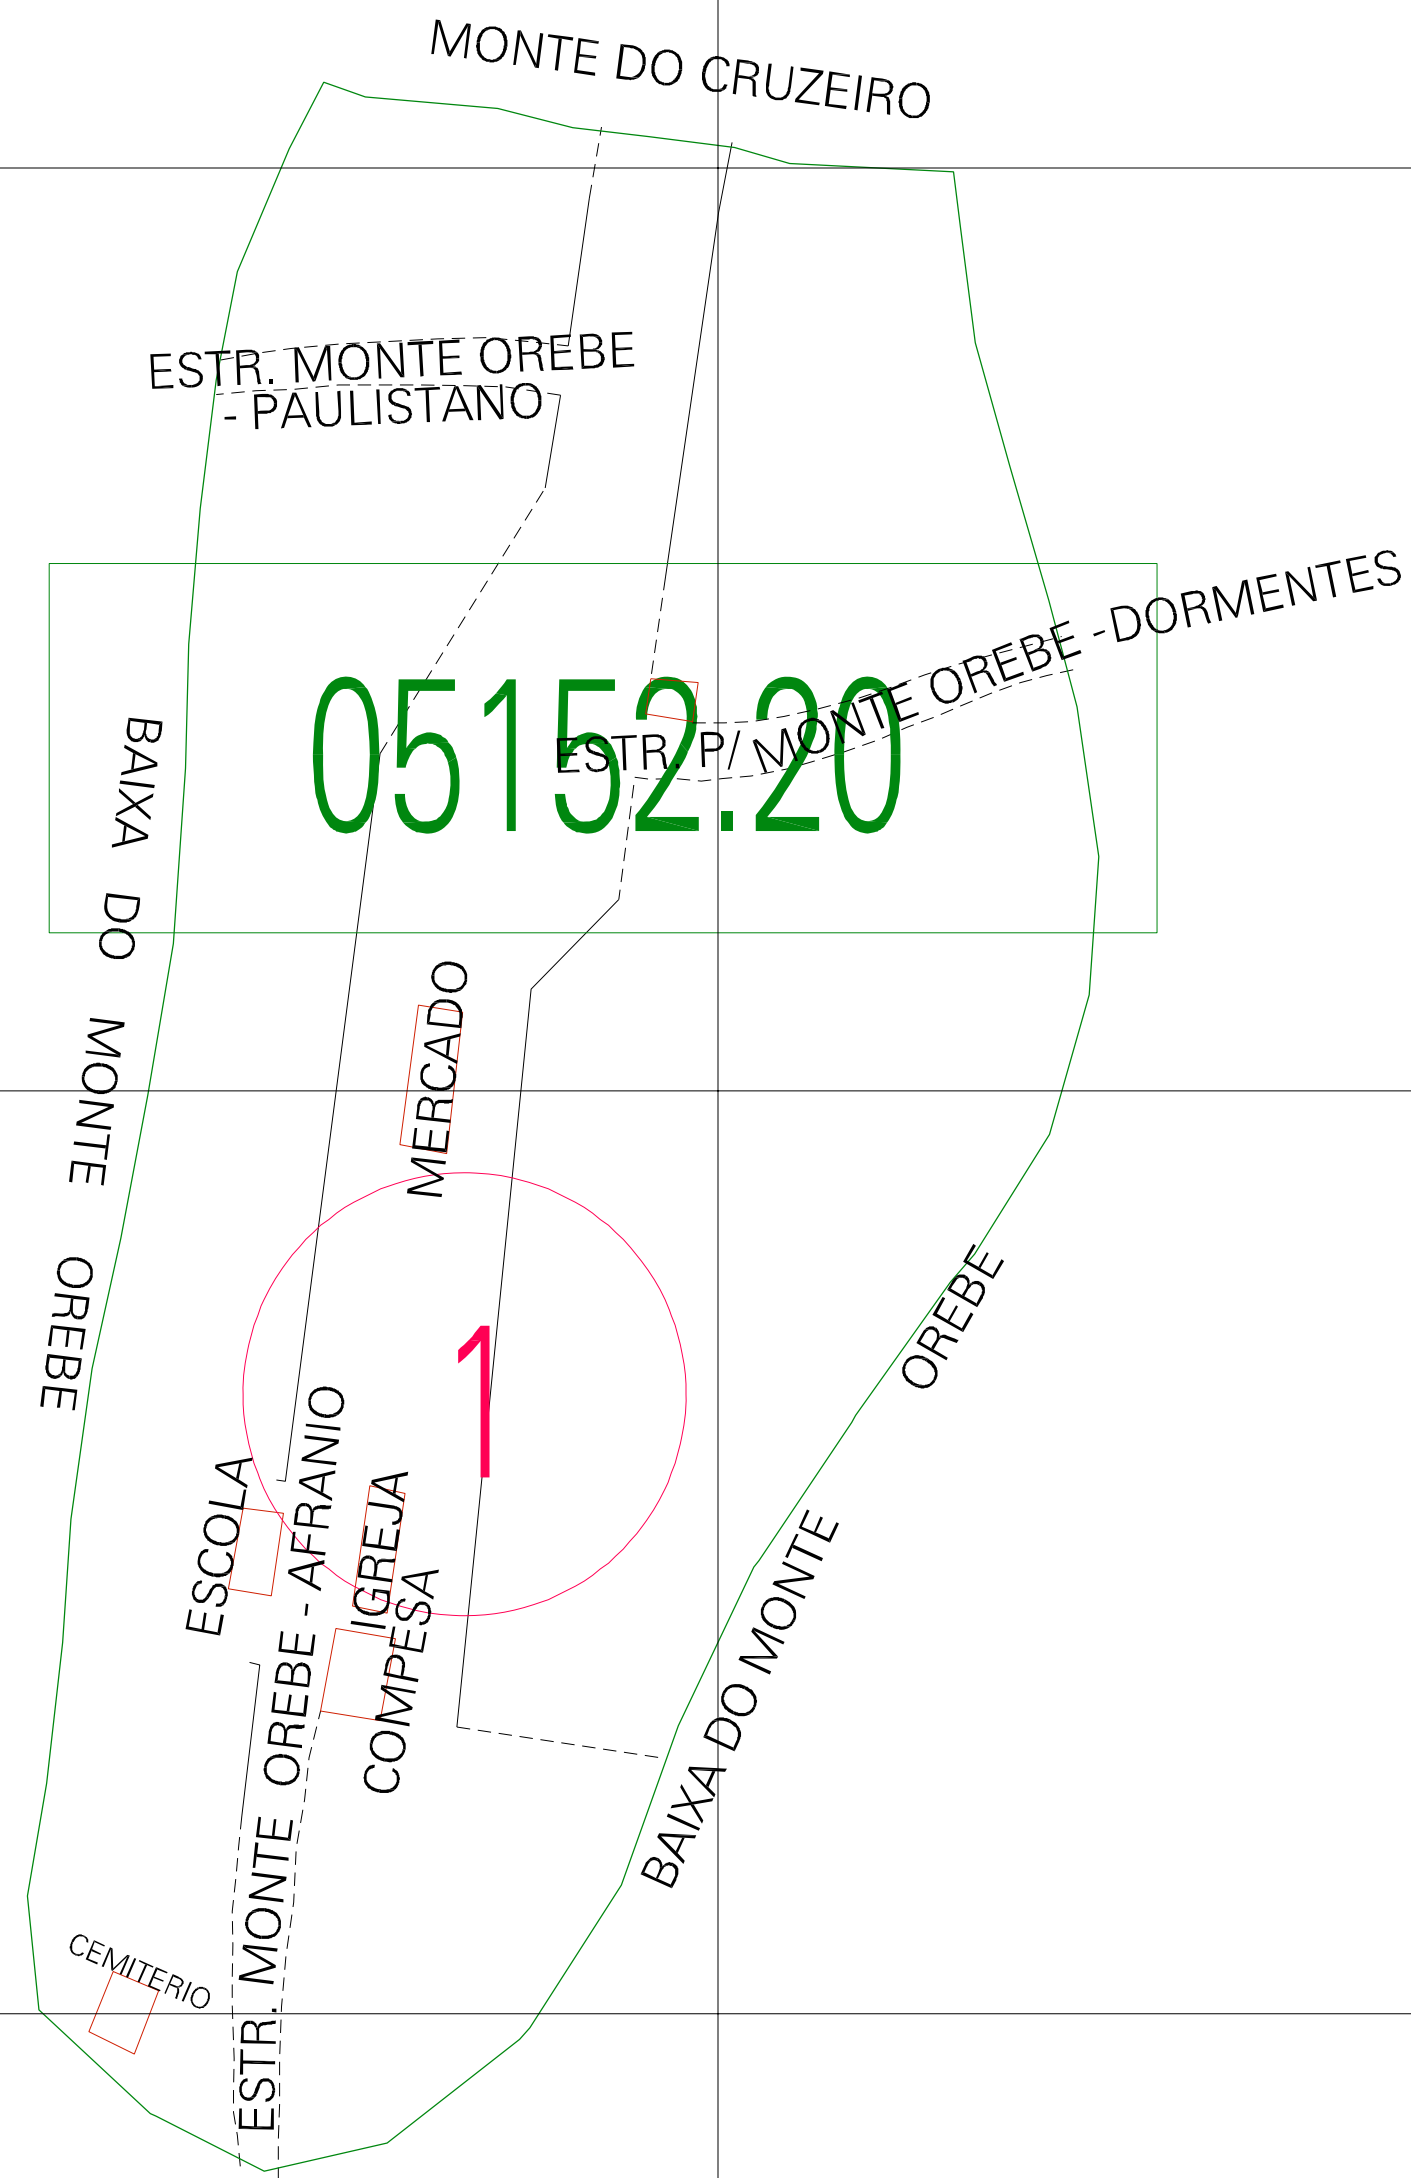 MONTE DO CRUZEIRO
ESTR. MONTE OREBE
- PAULISTANO
ESTR. P/ MONTE OREBE - DORMENTES
05152.20
BAIXA DO MONTE OREBE
MERCADO
1
BAIXA DO MONTE OREBE
ESCOLA
ESTR. MONTE OREBE - AFRANIO
IGREJA
COMPESA
CEMITERIO